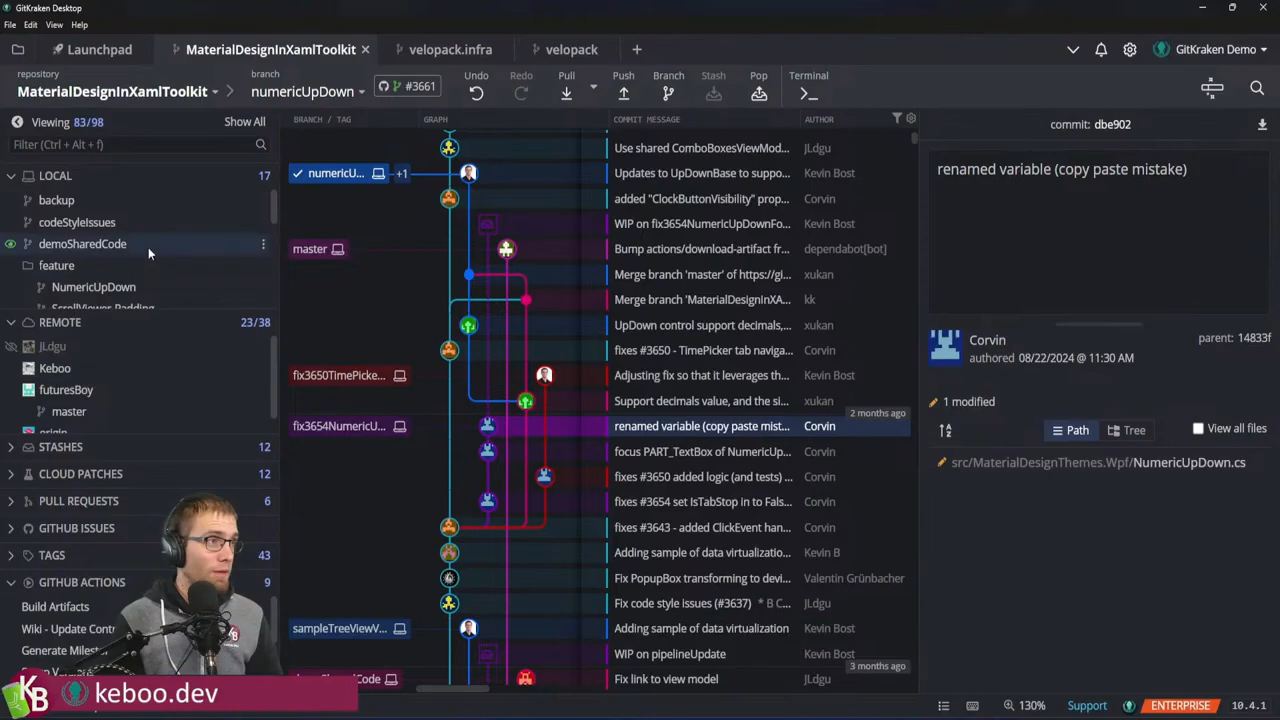 GitKraken Desktop
File Edit View Help
Launchpad
MaterialDesignInXamlToolkit
velopack.infra
velopack
GitKraken Demo
repository
MaterialDesignInXamlToolkit
branch
numericUpDown
#3661
Undo
Redo
Pull
Push
Branch
Stash
Pop
Terminal
Viewing 83/98
Show All
Filter (Ctrl + Alt + f)
LOCAL 17
backup
codeStyleIssues
demoSharedCode
feature
NumericUpDown
ScrollViewer Padding
REMOTE 23/38
JLdgu
Keboo
futuresBoy
master
origin
STASHES 12
CLOUD PATCHES 12
PULL REQUESTS 6
GITHUB ISSUES
TAGS 43
GITHUB ACTIONS 9
Build Artifacts
Wiki - Update Contr
Generate Milest
BRANCH / TAG
GRAPH
COMMIT MESSAGE
AUTHOR
Use shared ComboBoxesViewMod... JLdgu
numericU... +1 Updates to UpDownBase to suppo... Kevin Bost
added "ClockButtonVisibility" prop... Corvin
WIP on fix3654NumericUpDownFo... Kevin Bost
master Bump actions/download-artifact fr... dependabot[bot]
Merge branch 'master' of https://gi... xukan
Merge branch 'MaterialDesignInXA... kk
UpDown control support decimals,... xukan
fixes #3650 - TimePicker tab naviga... Corvin
fix3650TimePicke... Adjusting fix so that it leverages th... Kevin Bost
Support decimals value, and the si... xukan
2 months ago
fix3654NumericU... renamed variable (copy paste mist... Corvin
focus PART_TextBox of NumericUp... Corvin
fixes #3650 added logic (and tests) ... Corvin
fixes #3654 set IsTabStop in to Fals... Corvin
fixes #3643 - added ClickEvent han... Corvin
Adding sample of data virtualizatio... Kevin B
Fix PopupBox transforming to devi... Valentin Grünbacher
Fix code style issues (#3637) * B C... JLdgu
sampleTreeViewV... Adding sample of data virtualization Kevin Bost
WIP on pipelineUpdate Kevin Bost
3 months ago
Code Fix link to view model JLdgu
commit: dbe902
renamed variable (copy paste mistake)
Corvin
authored 08/22/2024 @ 11:30 AM
parent: 14833f
1 modified
Path
Tree
View all files
src/MaterialDesignThemes.Wpf/NumericUpDown.cs
KB
keboo.dev
130%
Support
ENTERPRISE
10.4.1